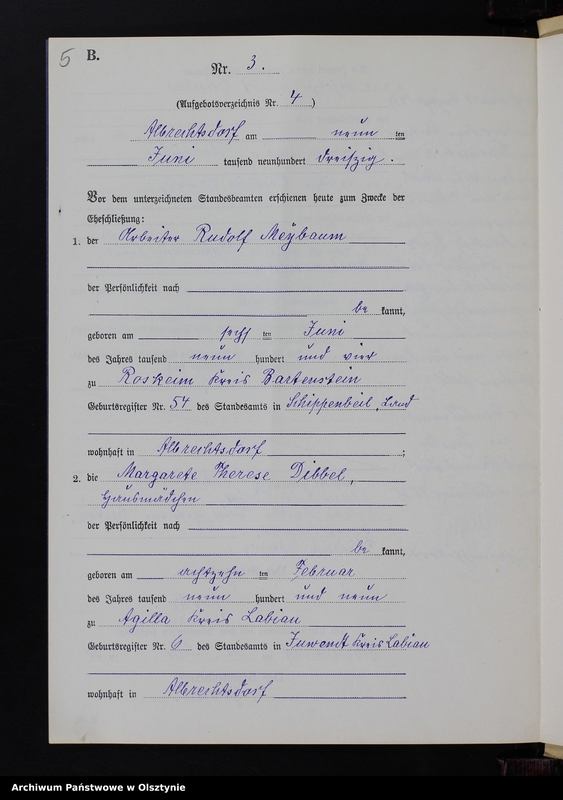 5 B.
Nr. 3.
(Aufgebotsverzeichnis Nr. 4)
Albrechtsdorf am neun ten
Juni tausend neunhundert dreißig.
Vor dem unterzeichneten Standesbeamten erschienen heute zum Zwecke der
Eheschließung:
1. der Arbeiter Rudolf Meÿbaum
der Persönlichkeit nach
be kannt,
geboren am sechs ten Juni
des Jahres tausend neun hundert und vier
zu Roskeim Kreis Bartenstein
Geburtsregister Nr. 54 des Standesamts in Schippenbeil, Land
wohnhaft in Albrechtsdorf ;
2. die Margarete Therese Dibbel,
Hausmädchen
der Persönlichkeit nach
be kannt,
geboren am achtzehn ten Februar
des Jahres tausend neun hundert und neun
zu Agilla Kreis Labiau
Geburtsregister Nr. 6 des Standesamts in Juwendt Kreis Labiau
wohnhaft in Albrechtsdorf
Archiwum Państwowe w Olsztynie